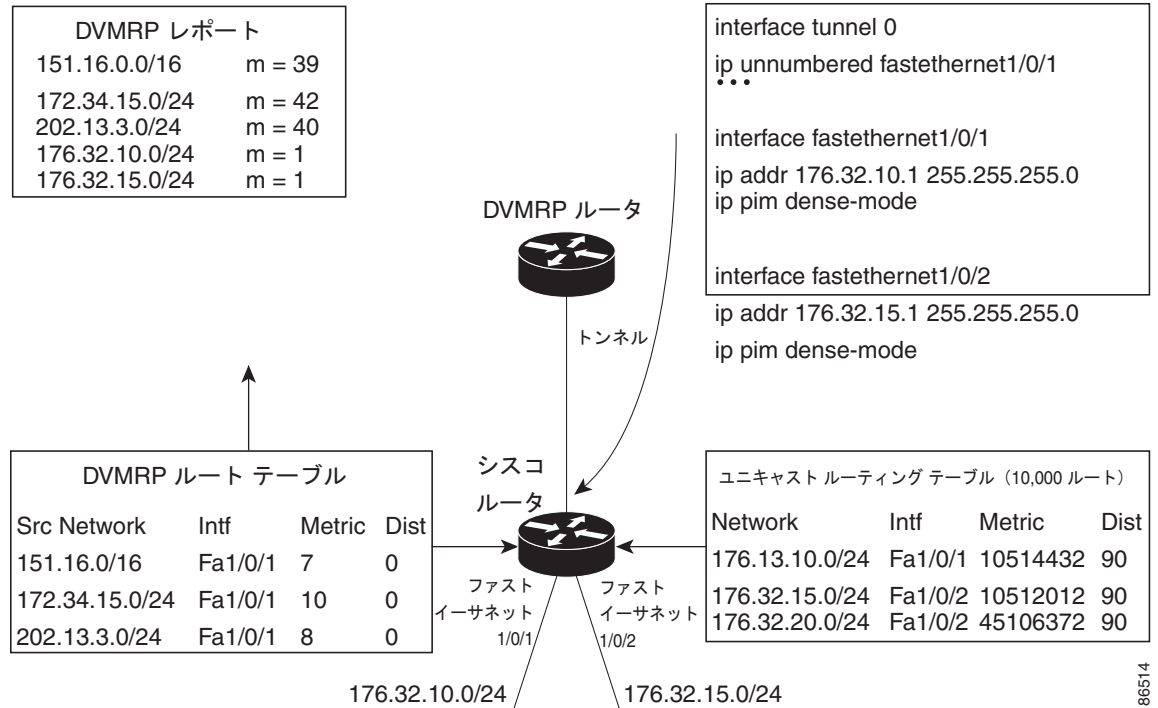 DVMRP レポート
151.16.0.0/16 m = 39
172.34.15.0/24 m = 42
202.13.3.0/24 m = 40
176.32.10.0/24 m = 1
176.32.15.0/24 m = 1
interface tunnel 0
ip unnumbered fastethernet1/0/1
•••
interface fastethernet1/0/1
ip addr 176.32.10.1 255.255.255.0
ip pim dense-mode
interface fastethernet1/0/2
ip addr 176.32.15.1 255.255.255.0
ip pim dense-mode
DVMRP ルータ
トンネル
DVMRP ルート テーブル
Src Network Intf Metric Dist
151.16.0/16 Fa1/0/1 7 0
172.34.15.0/24 Fa1/0/1 10 0
202.13.3.0/24 Fa1/0/1 8 0
シスコ
ルータ
ユニキャスト ルーティング テーブル（10,000 ルート）
Network Intf Metric Dist
176.13.10.0/24 Fa1/0/1 10514432 90
176.32.15.0/24 Fa1/0/2 10512012 90
176.32.20.0/24 Fa1/0/2 45106372 90
ファスト
イーサネット
1/0/1
ファスト
イーサネット
1/0/2
176.32.10.0/24
176.32.15.0/24
86514